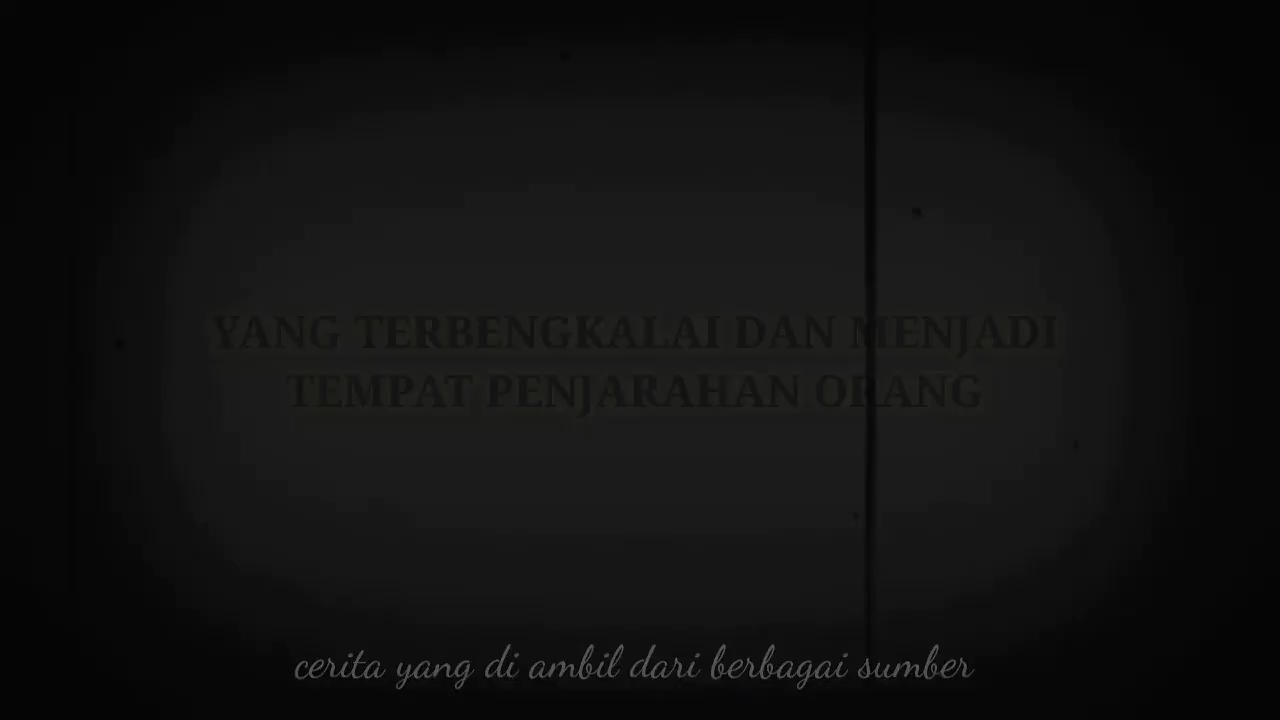 YANG TERBENGKALAI DAN MENJADI
TEMPAT PENJARAHAN ORANG
cerita yang di ambil dari berbagai sumber